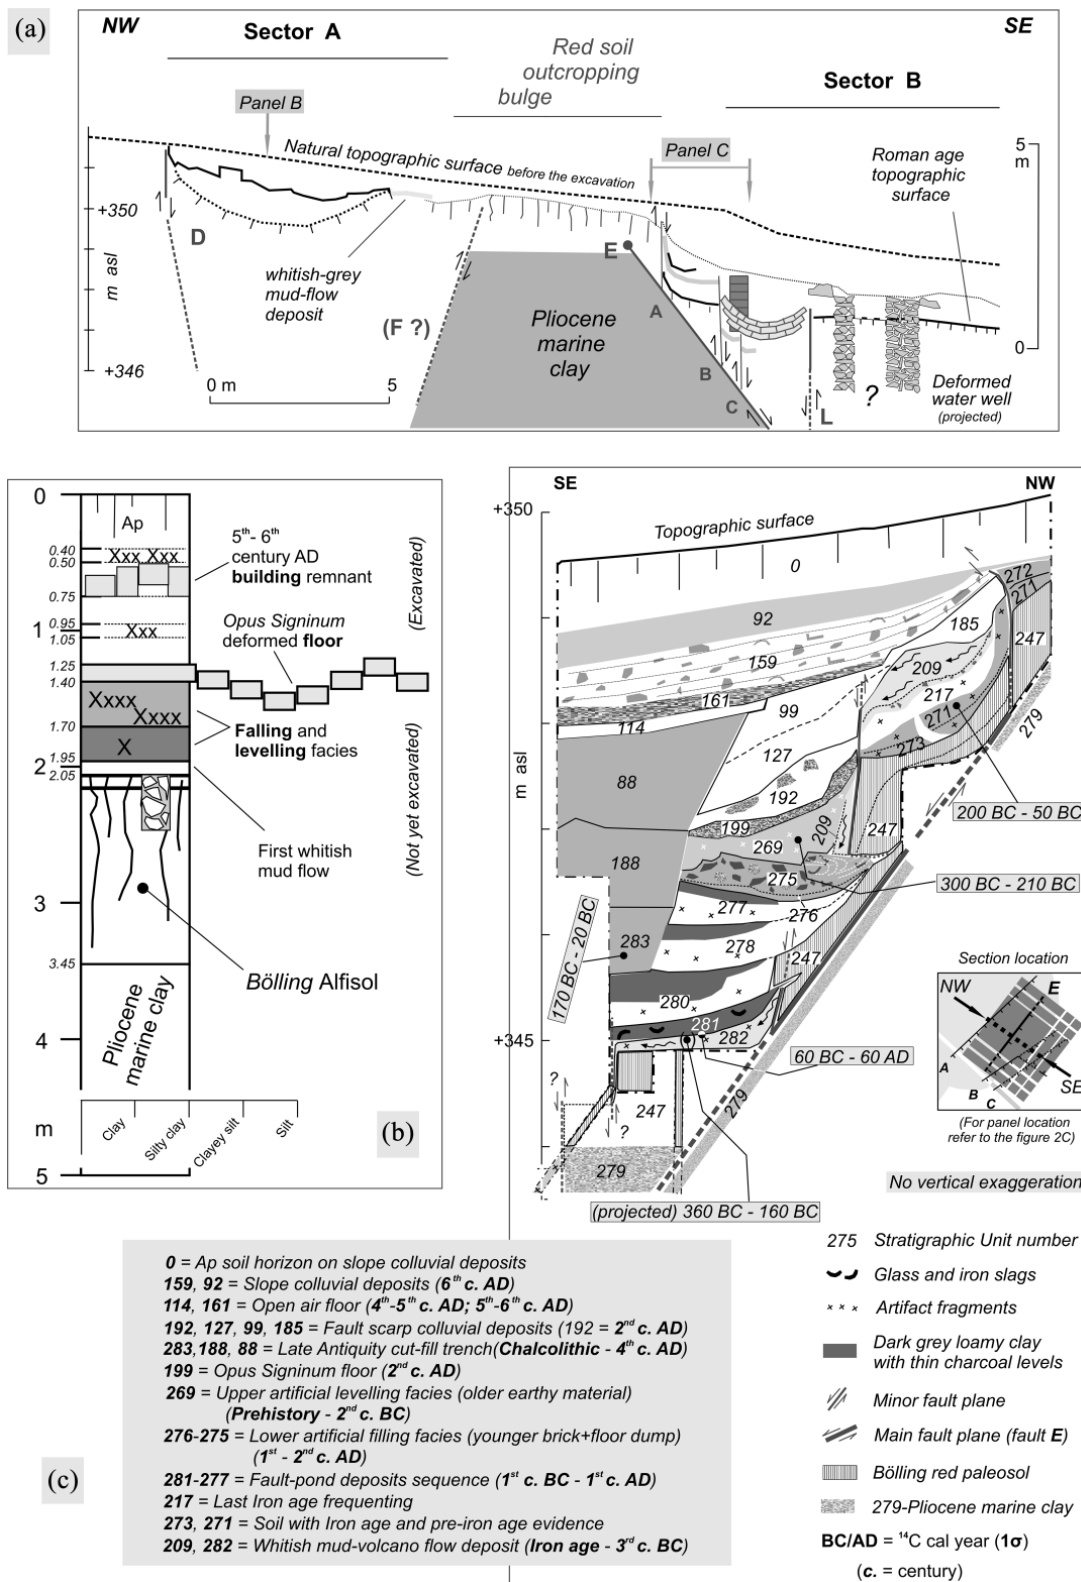 (a)
NW
Sector A
Red soil
outcropping
bulge
SE
Sector B
Panel B
Panel C
Natural topographic surface before the excavation
Roman age
topographic
surface
5
m
0
+350
m asl
+346
D
whitish-grey
mud-flow
deposit
(F ?)
E
Pliocene
marine
clay
A
B
C
L
?
Deformed
water well
(projected)
0 m
5
0
Ap
0.40
0.50
0.75
0.95
1
1.05
1.25
1.40
1.70
1.95
2
2.05
3
3.45
4
m
5
Xxx xxx
Xxx
Xxxx
Xxxx
X
5th- 6th
century AD
building remnant
Opus Signinum
deformed floor
(Excavated)
Falling and
levelling facies
(Not yet excavated)
First whitish
mud flow
Bölling Alfisol
Pliocene
marine clay
Clay
Silty clay
Clayey silt
Silt
(b)
SE
NW
+350
Topographic surface
0
m asl
+345
92
159
161
114
99
127
88
192
199
188
269
275
276
277
278
283
280
281
282
185
209
217
271
272
271
273
247
279
209
247
247
279
247
279
200 BC - 50 BC
300 BC - 210 BC
170 BC - 20 BC
60 BC - 60 AD
(projected) 360 BC - 160 BC
?
?
Section location
NW
E
A
B
C
SE
(For panel location
refer to the figure 2C)
No vertical exaggeration
275 Stratigraphic Unit number
Glass and iron slags
Artifact fragments
Dark grey loamy clay
with thin charcoal levels
Minor fault plane
Main fault plane (fault E)
Bölling red paleosol
279-Pliocene marine clay
BC/AD = 14C cal year (1σ)
(c. = century)
(c)
0 = Ap soil horizon on slope colluvial deposits
159, 92 = Slope colluvial deposits (6th c. AD)
114, 161 = Open air floor (4th-5th c. AD; 5th-6th c. AD)
192, 127, 99, 185 = Fault scarp colluvial deposits (192 = 2nd c. AD)
283,188, 88 = Late Antiquity cut-fill trench(Chalcolithic - 4th c. AD)
199 = Opus Signinum floor (2nd c. AD)
269 = Upper artificial levelling facies (older earthy material)
(Prehistory - 2nd c. BC)
276-275 = Lower artificial filling facies (younger brick+floor dump)
(1st - 2nd c. AD)
281-277 = Fault-pond deposits sequence (1st c. BC - 1st c. AD)
217 = Last Iron age frequenting
273, 271 = Soil with Iron age and pre-iron age evidence
209, 282 = Whitish mud-volcano flow deposit (Iron age - 3rd c. BC)